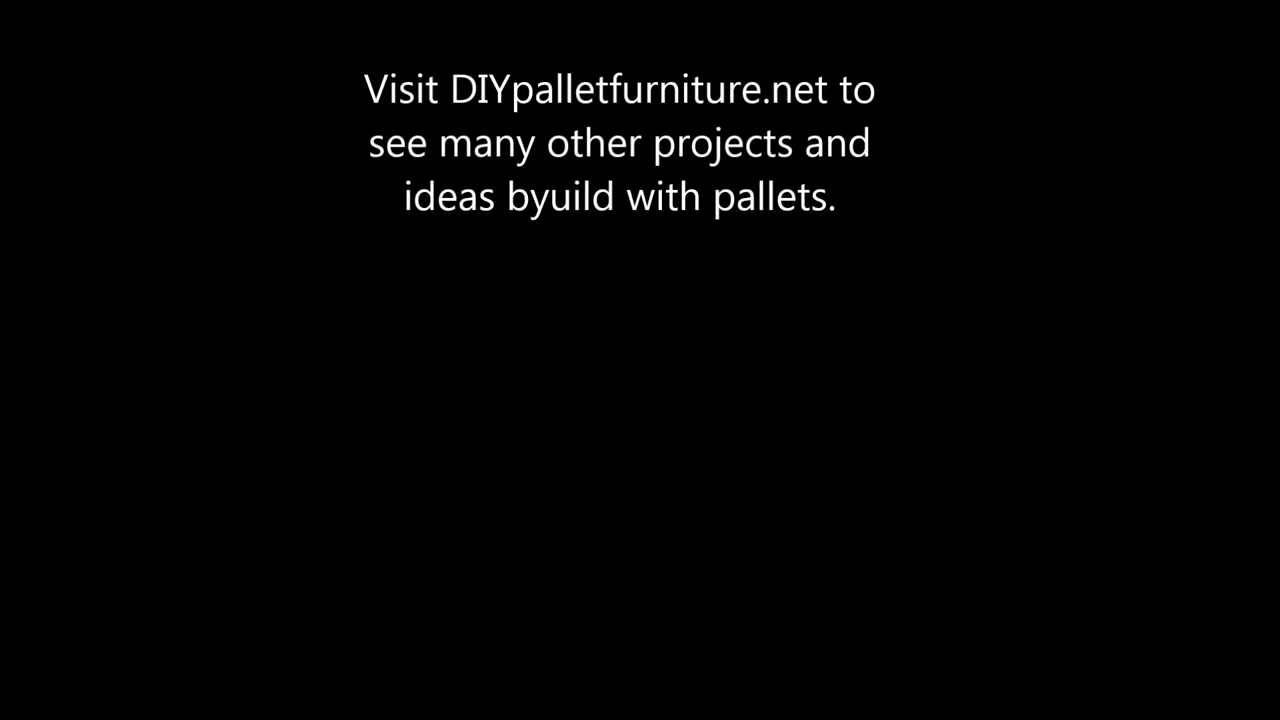 Visit DIYpalletfurniture.net to
see many other projects and
ideas byuild with pallets.